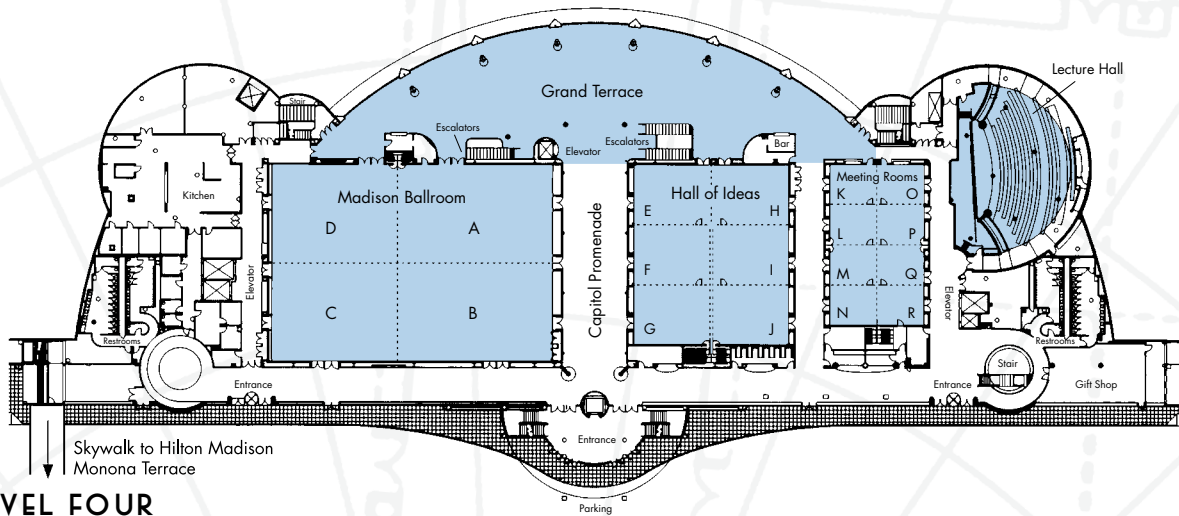 Lecture Hall
Grand Terrace
Stair
Escalators
Elevator
Escalators
Bar
Kitchen
Madison Ballroom
D
A
C
B
Elevator
Capitol Promenade
Hall of Ideas
E
H
F
I
G
J
Meeting Rooms
K
O
L
P
M
Q
N
R
Elevator
Restrooms
Restrooms
Stair
Gift Shop
Entrance
Entrance
Entrance
Skywalk to Hilton Madison
Monona Terrace
VEL FOUR
Parking